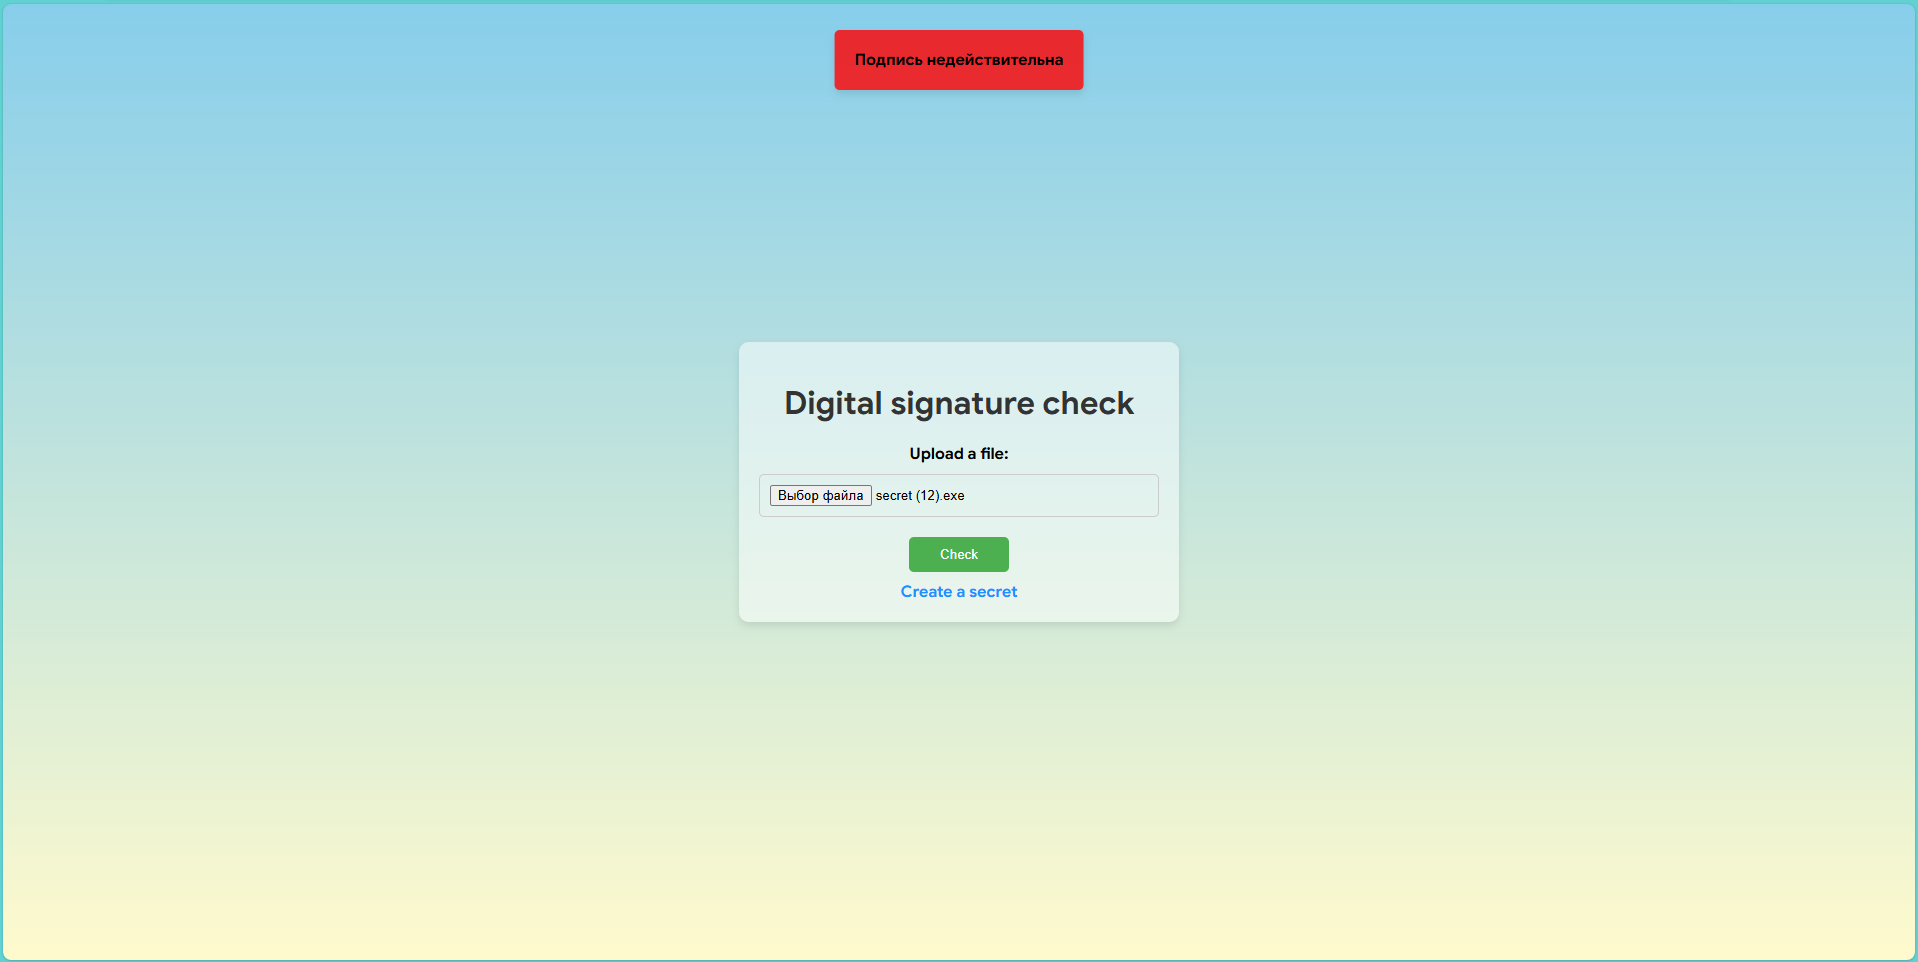 Подпись недействительна
Digital signature check
Upload a file:
Выбор файла secret (12).exe
Check
Create a secret